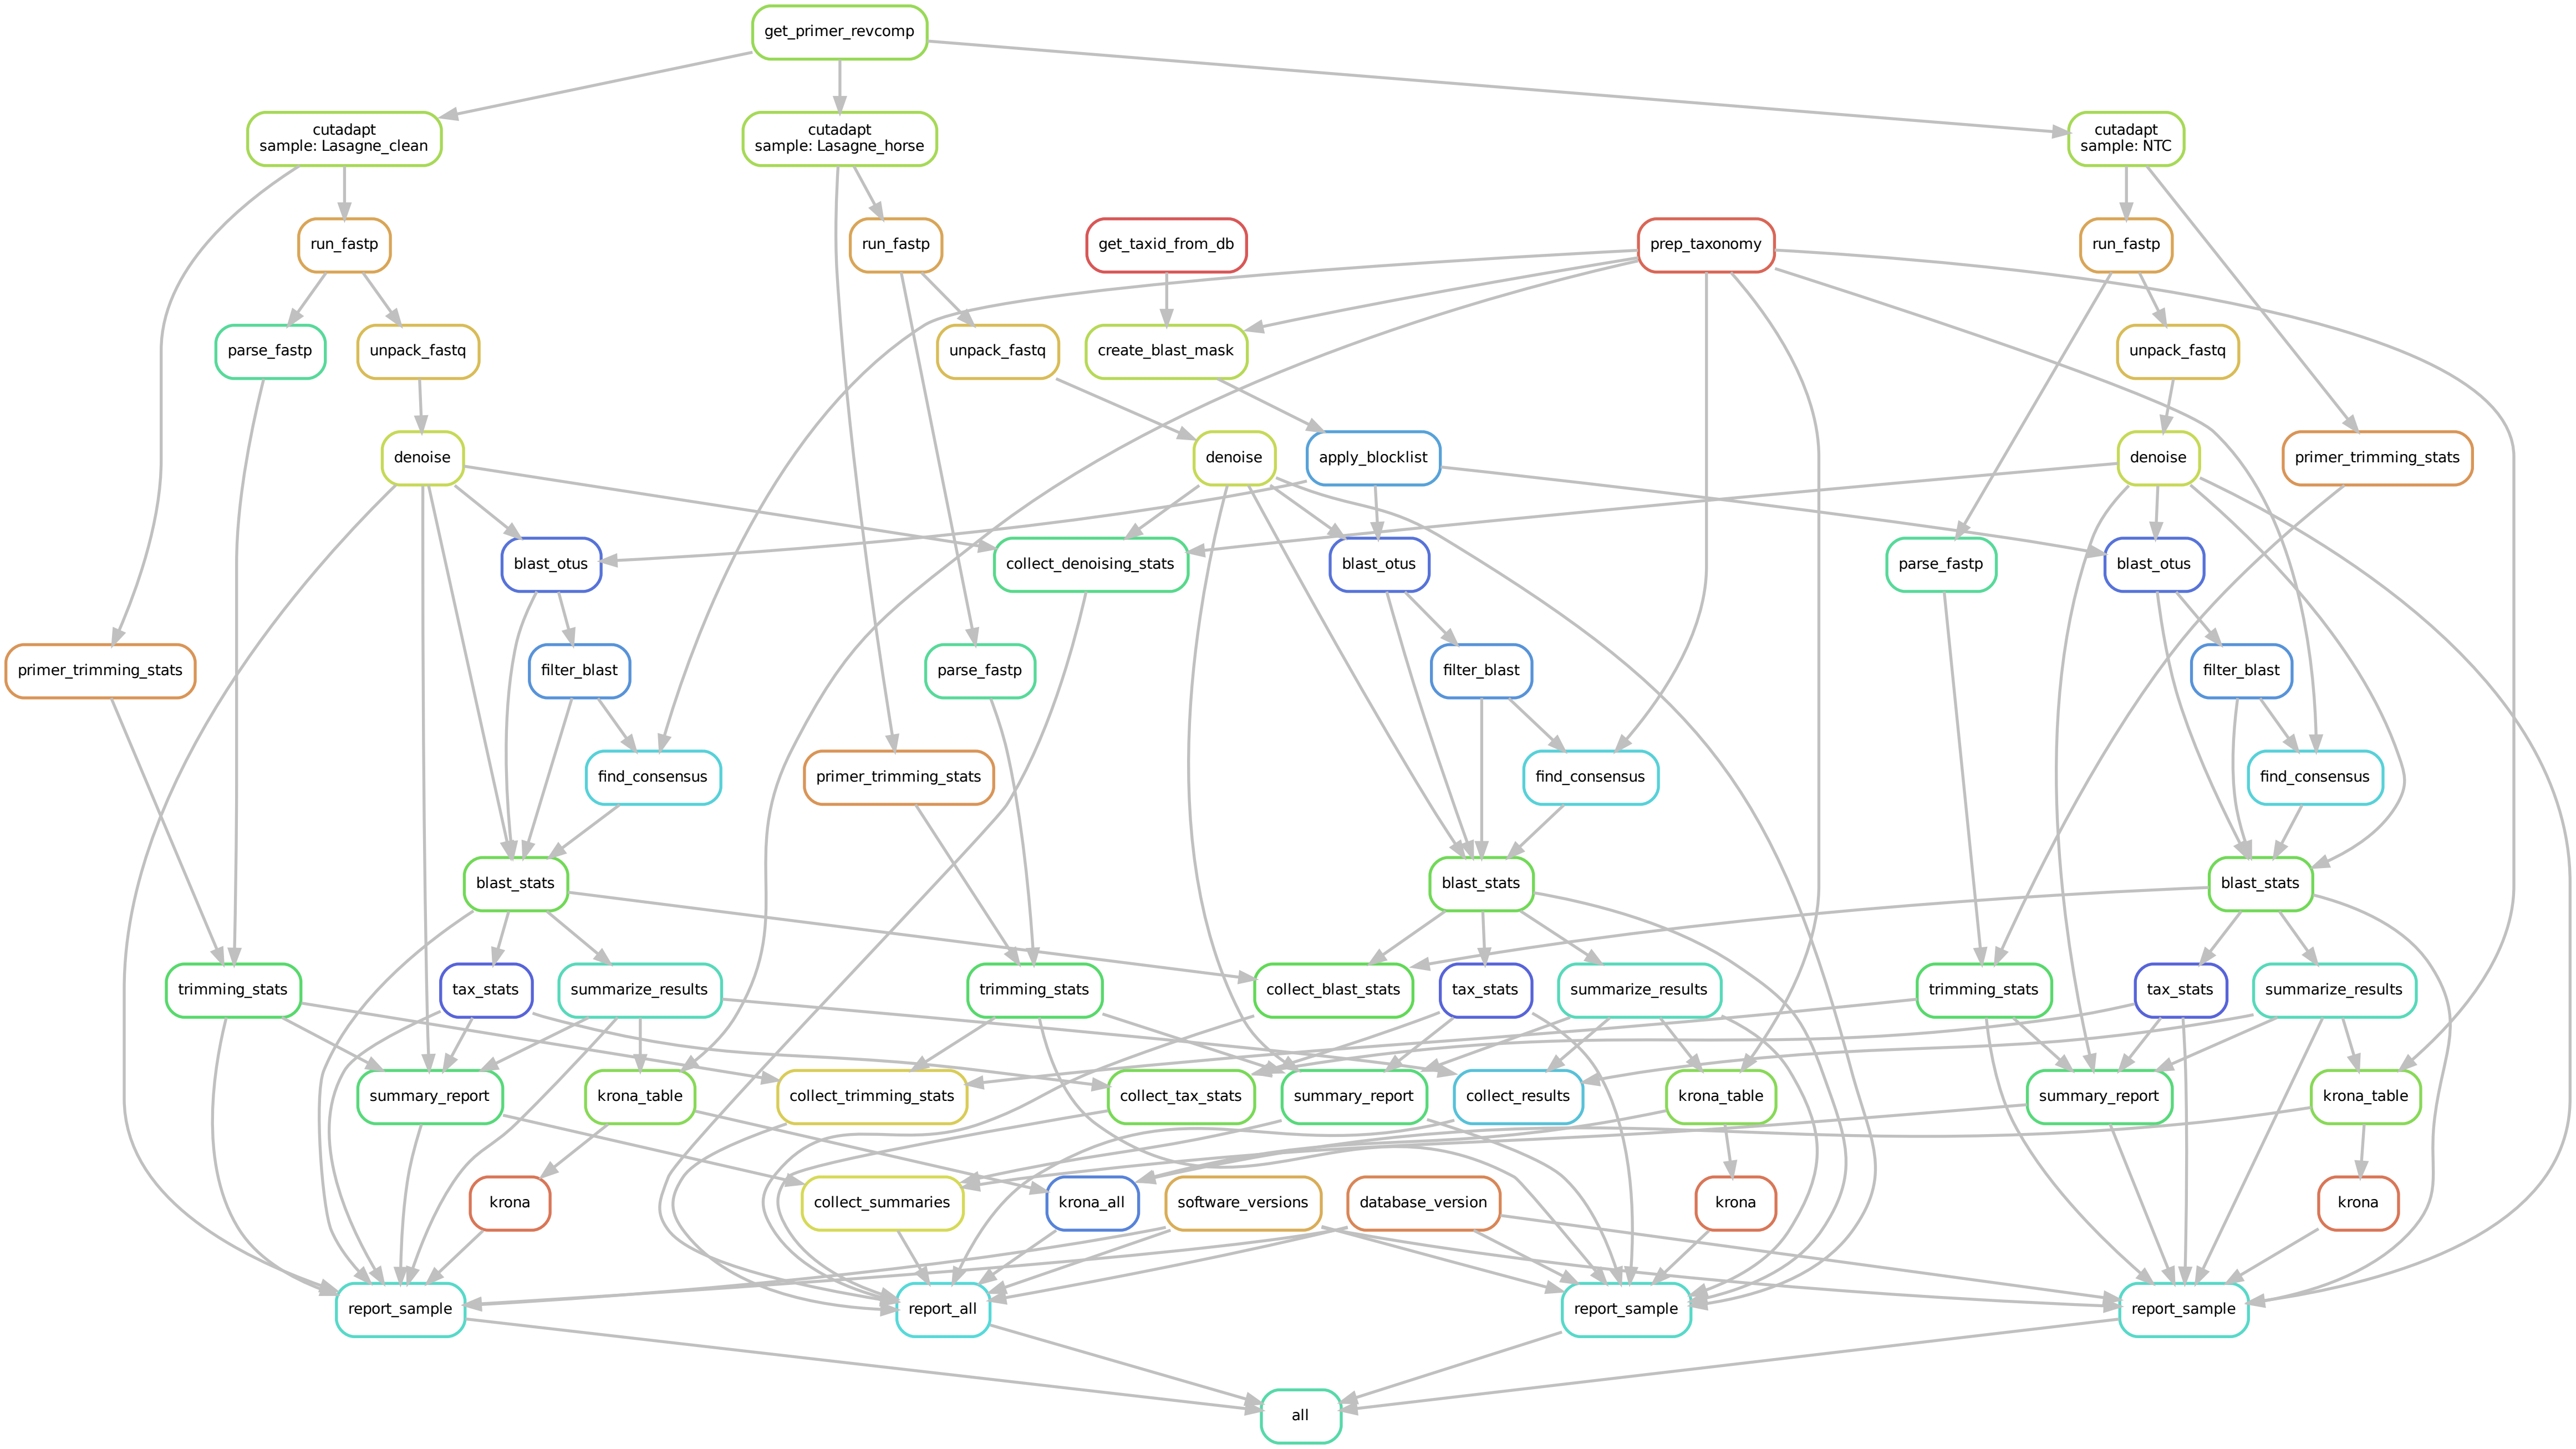 get_primer_revcomp
cutadapt
sample: Lasagne_clean
cutadapt
sample: Lasagne_horse
cutadapt
sample: NTC
run_fastp
run_fastp
get_taxid_from_db
prep_taxonomy
run_fastp
parse_fastp
unpack_fastq
unpack_fastq
create_blast_mask
unpack_fastq
denoise
denoise
apply_blocklist
denoise
primer_trimming_stats
blast_otus
collect_denoising_stats
blast_otus
parse_fastp
blast_otus
primer_trimming_stats
filter_blast
parse_fastp
filter_blast
filter_blast
find_consensus
primer_trimming_stats
find_consensus
find_consensus
blast_stats
blast_stats
blast_stats
trimming_stats
tax_stats
summarize_results
trimming_stats
collect_blast_stats
tax_stats
summarize_results
trimming_stats
tax_stats
summarize_results
summary_report
krona_table
collect_trimming_stats
collect_tax_stats
summary_report
collect_results
krona_table
summary_report
krona_table
krona
collect_summaries
krona_all
software_versions
database_version
krona
krona
report_sample
report_all
report_sample
report_sample
all